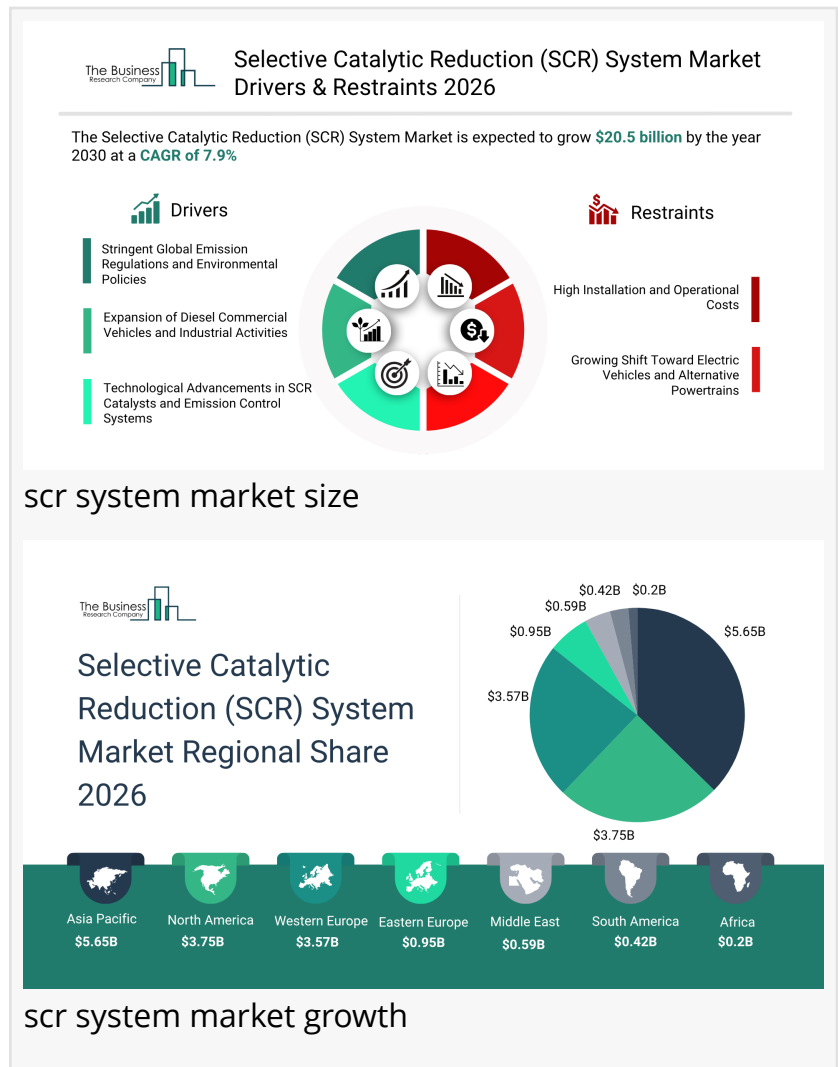 The Business
Research Company
Selective Catalytic Reduction (SCR) System Market
Drivers & Restraints 2026
The Selective Catalytic Reduction (SCR) System Market is expected to grow $20.5 billion by the year
2030 at a CAGR of 7.9%
Drivers
Stringent Global Emission
Regulations and Environmental
Policies
Expansion of Diesel Commercial
Vehicles and Industrial Activities
Technological Advancements in SCR
Catalysts and Emission Control
Systems
$
Restraints
High Installation and Operational
Costs
Growing Shift Toward Electric
Vehicles and Alternative
Powertrains
$
scr system market size
The Business
Research Company
Selective Catalytic
Reduction (SCR) System
Market Regional Share
2026
$0.42B
$0.2B
$0.59B
$0.95B
$5.65B
$3.57B
$3.75B
Asia Pacific
$5.65B
North America
$3.75B
Western Europe
$3.57B
Eastern Europe
$0.95B
Middle East
$0.59B
South America
$0.42B
Africa
$0.2B
scr system market growth